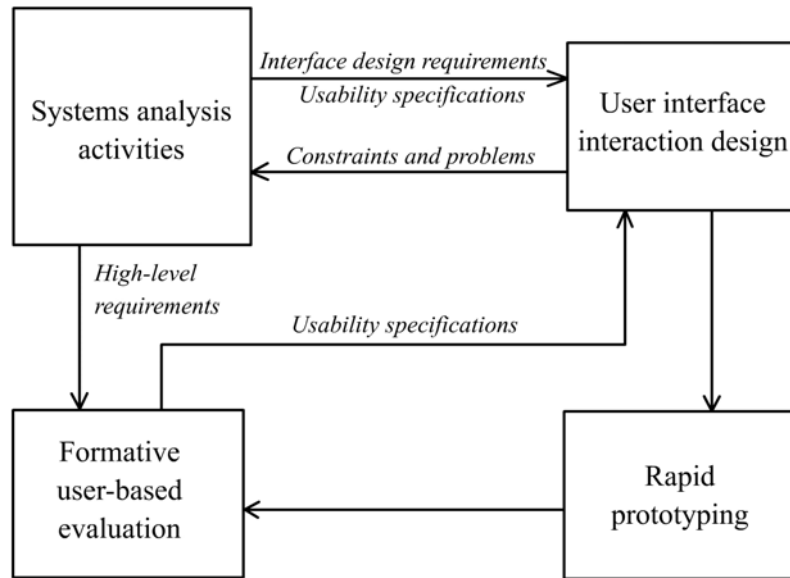 Interface design requirements
Usability specifications
Systems analysis
activities
User interface
interaction design
Constraints and problems
High-level
requirements
Usability specifications
Formative
user-based
evaluation
Rapid
prototyping